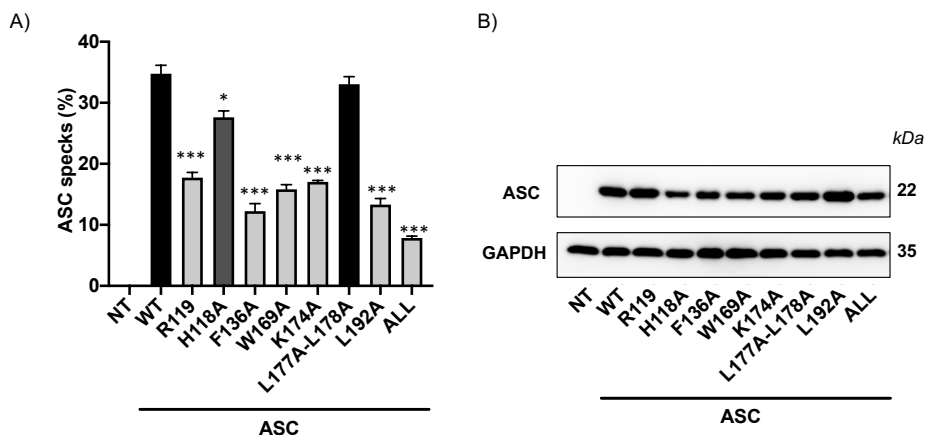 A)
B)
ASC specks (%)
40
30
20
10
0
***
*
***
***
***
***
***
NT
WT
R119
H118A
F136A
W169A
K174A
L177A-L178A
L192A
ALL
ASC
kDa
ASC
22
GAPDH
35
NT
WT
R119
H118A
F136A
W169A
K174A
L177A-L178A
L192A
ALL
ASC